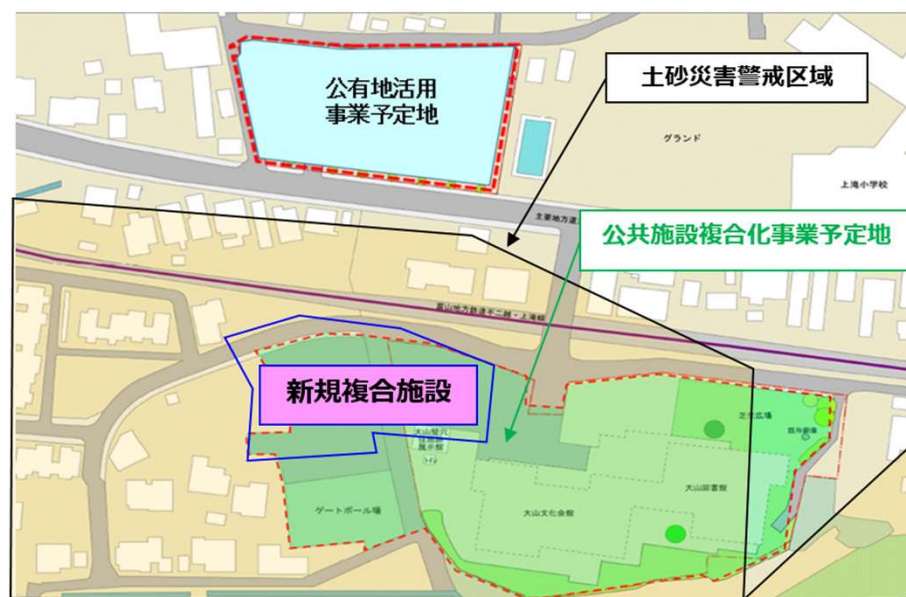 公有地活用
事業予定地
土砂災害警戒区域
グランド
上滝小学校
主要地方道
公共施設複合化事業予定地
富山地方鉄道不二越・上滝線
新規複合施設
芝生広場
大山図書館
大山文化会館
ゲートボール場